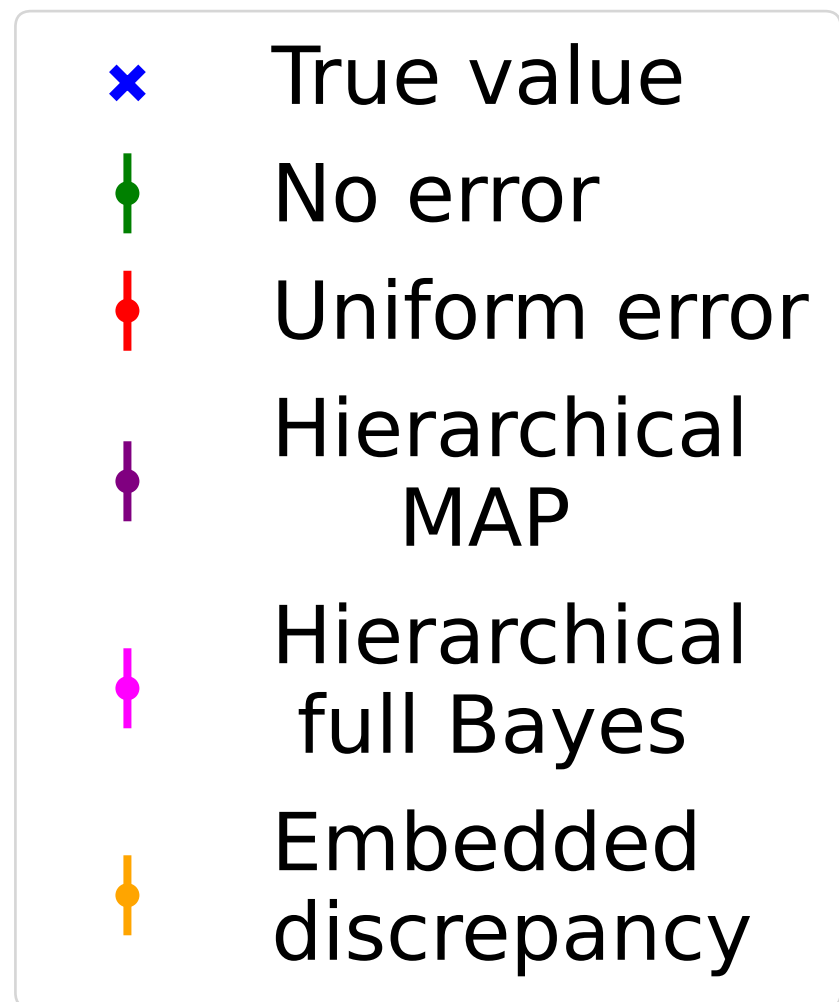 True value
No error
Uniform error
Hierarchical
MAP
Hierarchical
full Bayes
Embedded
discrepancy